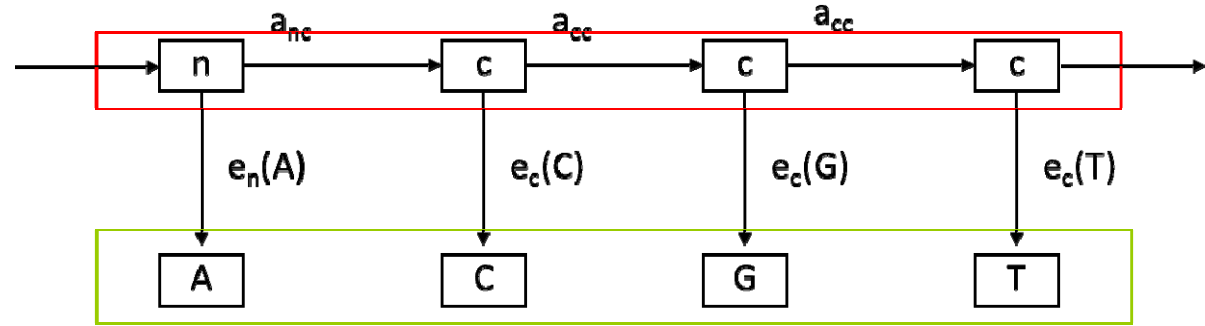 a_nc a_cc a_cc
n c c c
e_n(A) e_c(C) e_c(G) e_c(T)
A C G T